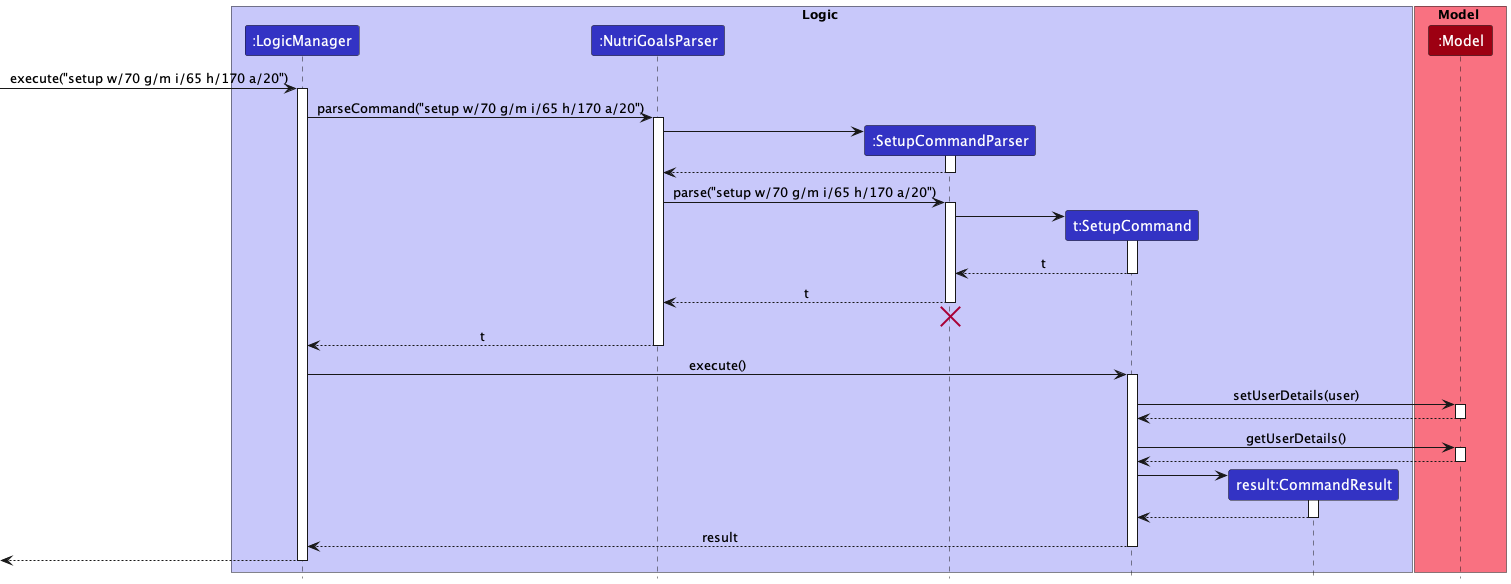 Logic
Model
:LogicManager
:NutriGoalsParser
:Model
execute("setup w/70 g/m i/65 h/170 a/20")
parseCommand("setup w/70 g/m i/65 h/170 a/20")
:SetupCommandParser
parse("setup w/70 g/m i/65 h/170 a/20")
t:SetupCommand
t
t
t
execute()
setUserDetails(user)
getUserDetails()
result:CommandResult
result